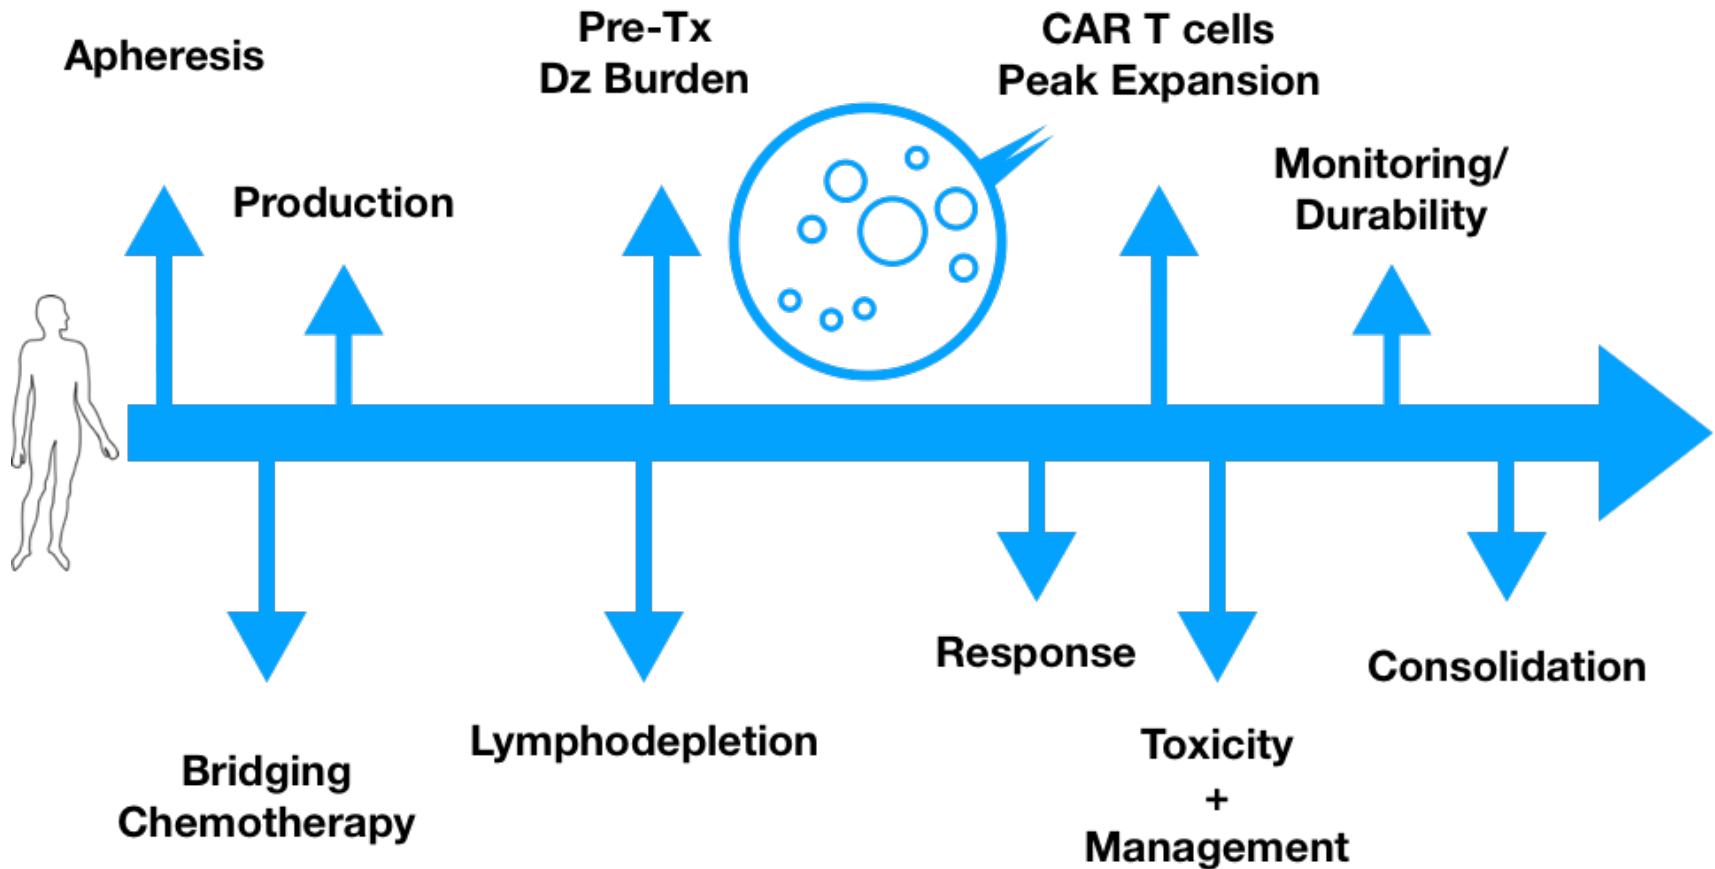 Apheresis
Pre-Tx
Dz Burden
CAR T cells
Peak Expansion
Production
Monitoring/
Durability
Response
Consolidation
Bridging
Chemotherapy
Lymphodepletion
Toxicity
+
Management